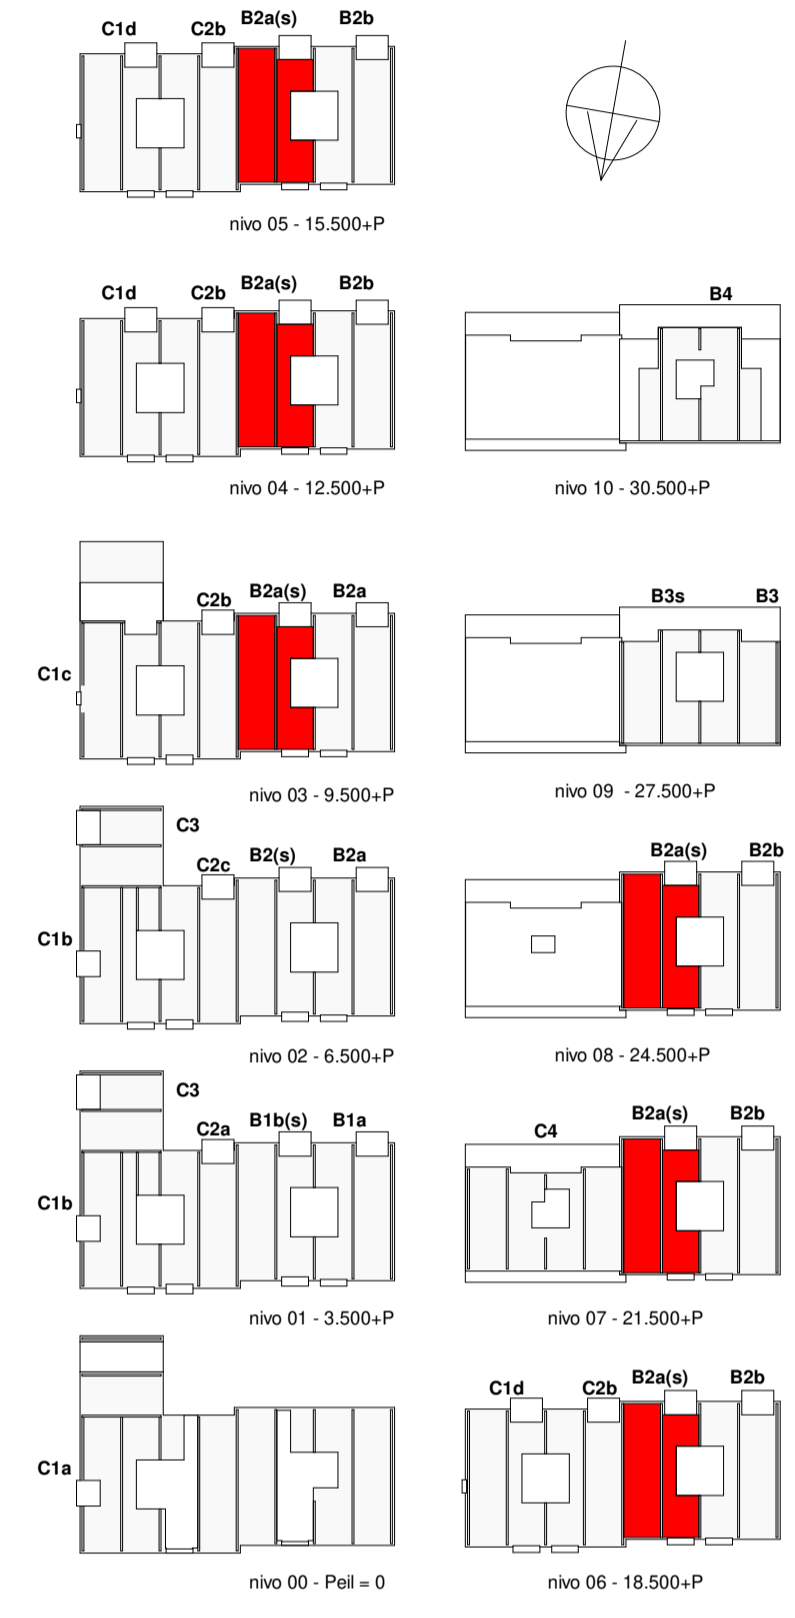 C1d C2b B2a(s) B2b
nivo 05 - 15.500+P
C1d C2b B2a(s) B2b
nivo 04 - 12.500+P
B4
nivo 10 - 30.500+P
C2b B2a(s) B2a
C1c
nivo 03 - 9.500+P
B3s B3
nivo 09 - 27.500+P
C3
C2c B2(s) B2a
C1b
nivo 02 - 6.500+P
B2a(s) B2b
nivo 08 - 24.500+P
C3
C2a B1b(s) B1a
C1b
nivo 01 - 3.500+P
C4 B2a(s) B2b
nivo 07 - 21.500+P
C1a
nivo 00 - Peil = 0
C1d C2b B2a(s) B2b
nivo 06 - 18.500+P